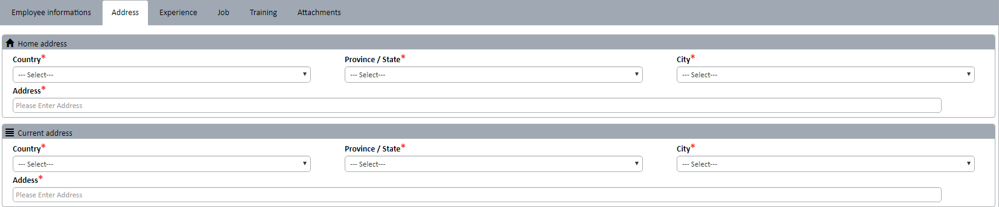 Employee informations Address Experience Job Training Attachments
Home address
Country* Province / State* City*
--- Select--- --- Select--- --- Select---
Address*
Please Enter Address
Current address
Country* Province / State* City*
--- Select--- --- Select--- --- Select---
Addess*
Please Enter Address